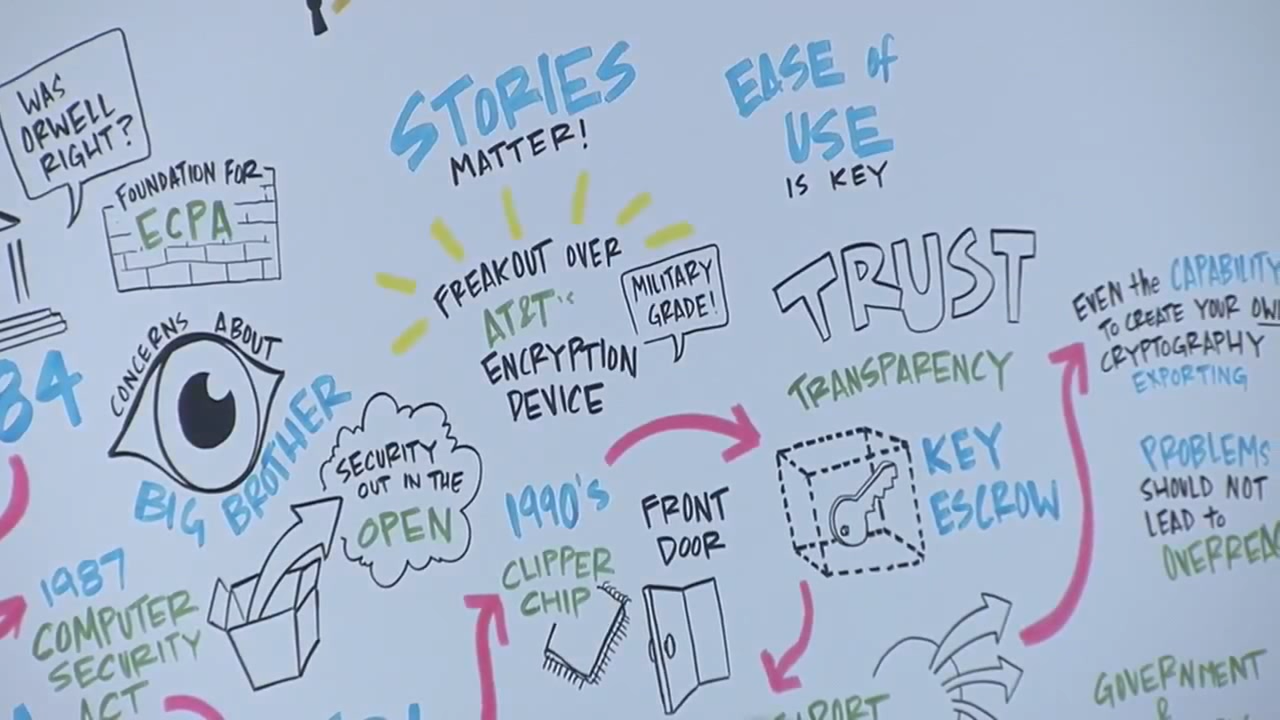 WAS
ORWELL
RIGHT?
FOUNDATION FOR
ECPA
84
CONCERNS ABOUT
BIG BROTHER
1987
COMPUTER
SECURITY
ACT
SECURITY
OUT IN THE
OPEN
STORIES
MATTER!
FREAKOUT OVER
AT&T's
ENCRYPTION
DEVICE
MILITARY
GRADE!
1990's
CLIPPER
CHIP
FRONT
DOOR
EASE of
USE
IS KEY
TRUST
TRANSPARENCY
KEY
ESCROW
EVEN the CAPABILITY
TO CREATE YOUR OWN
CRYPTOGRAPHY
EXPORTING
PROBLEMS
SHOULD NOT
LEAD to
GOVERNMENT
&